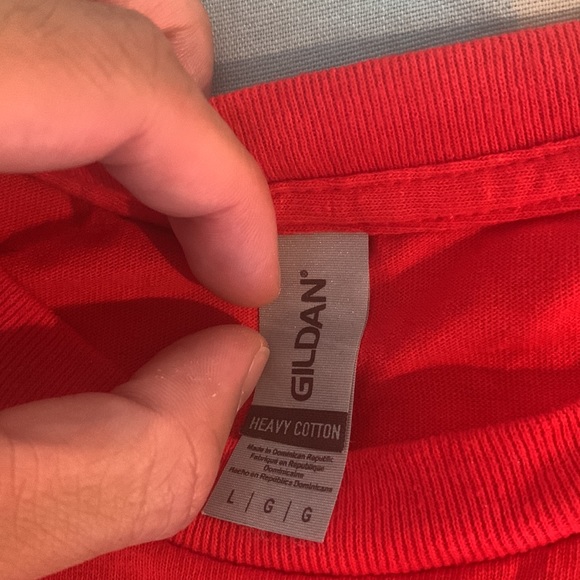 GILDAN®
HEAVY COTTON
Made in Dominican Republic
Fabriqué en République
Dominicaine
Hecho en República Dominicana
L | G | G